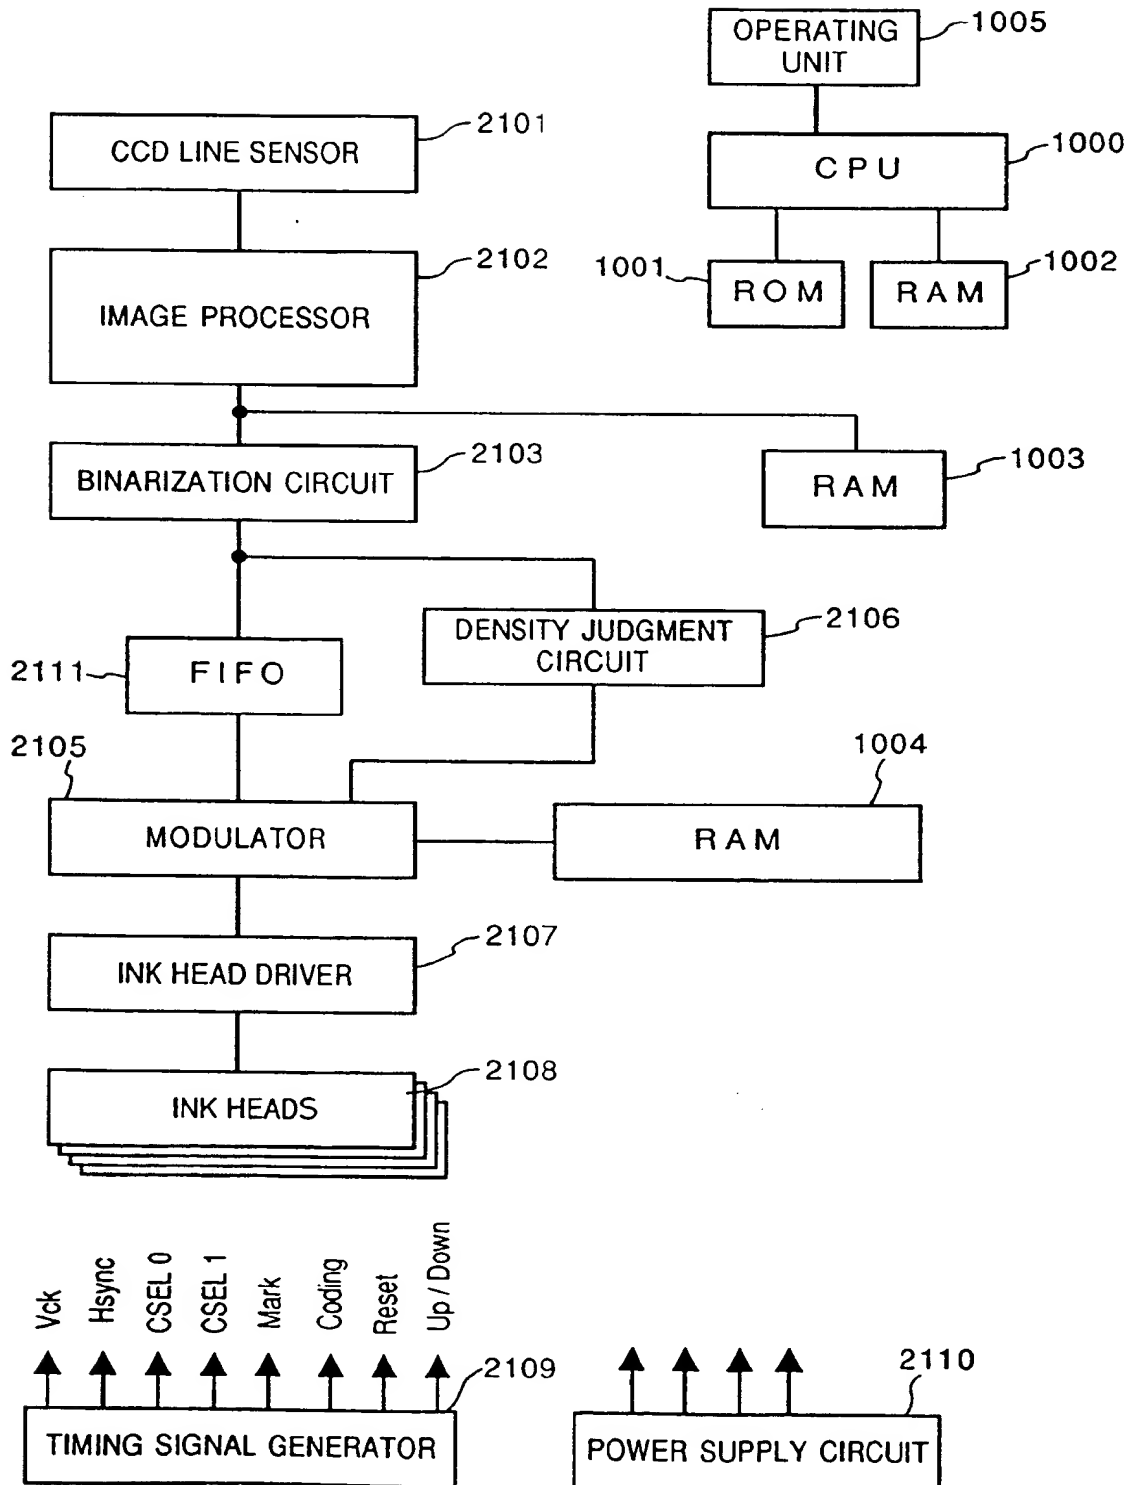 OPERATING
UNIT
1005
CCD LINE SENSOR
2101
CPU
1000
IMAGE PROCESSOR
2102
1001
ROM
RAM
1002
BINARIZATION CIRCUIT
2103
RAM
1003
2111
FIFO
DENSITY JUDGMENT
CIRCUIT
2106
2105
MODULATOR
1004
RAM
INK HEAD DRIVER
2107
INK HEADS
2108
Vck
Hsync
CSEL 0
CSEL 1
Mark
Coding
Reset
Up / Down
TIMING SIGNAL GENERATOR
2109
POWER SUPPLY CIRCUIT
2110